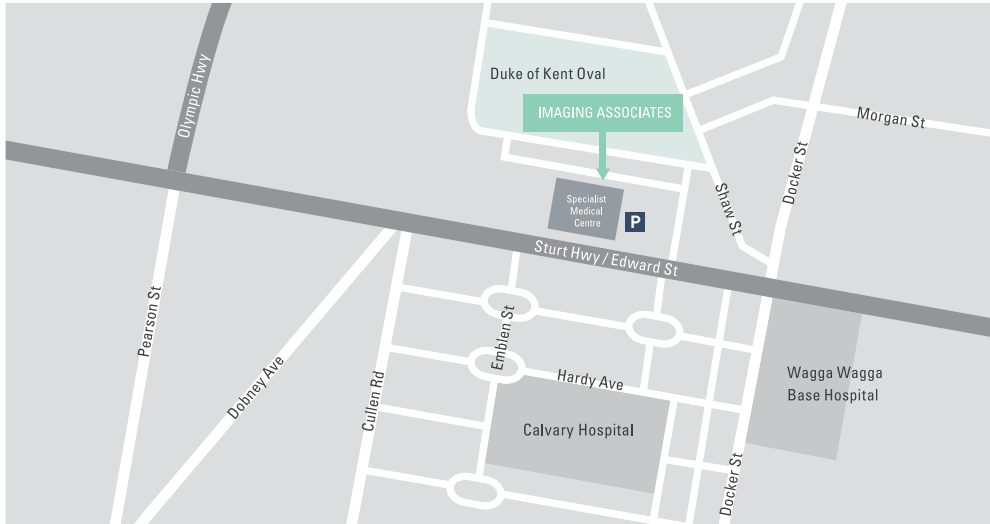 Olympic Hwy
Duke of Kent Oval
IMAGING ASSOCIATES
Morgan St
Docker St
Shaw St
Specialist
Medical
Centre
P
Sturt Hwy / Edward St
Pearson St
Dobney Ave
Cullen Rd
Emblen St
Hardy Ave
Wagga Wagga
Base Hospital
Calvary Hospital
Docker St